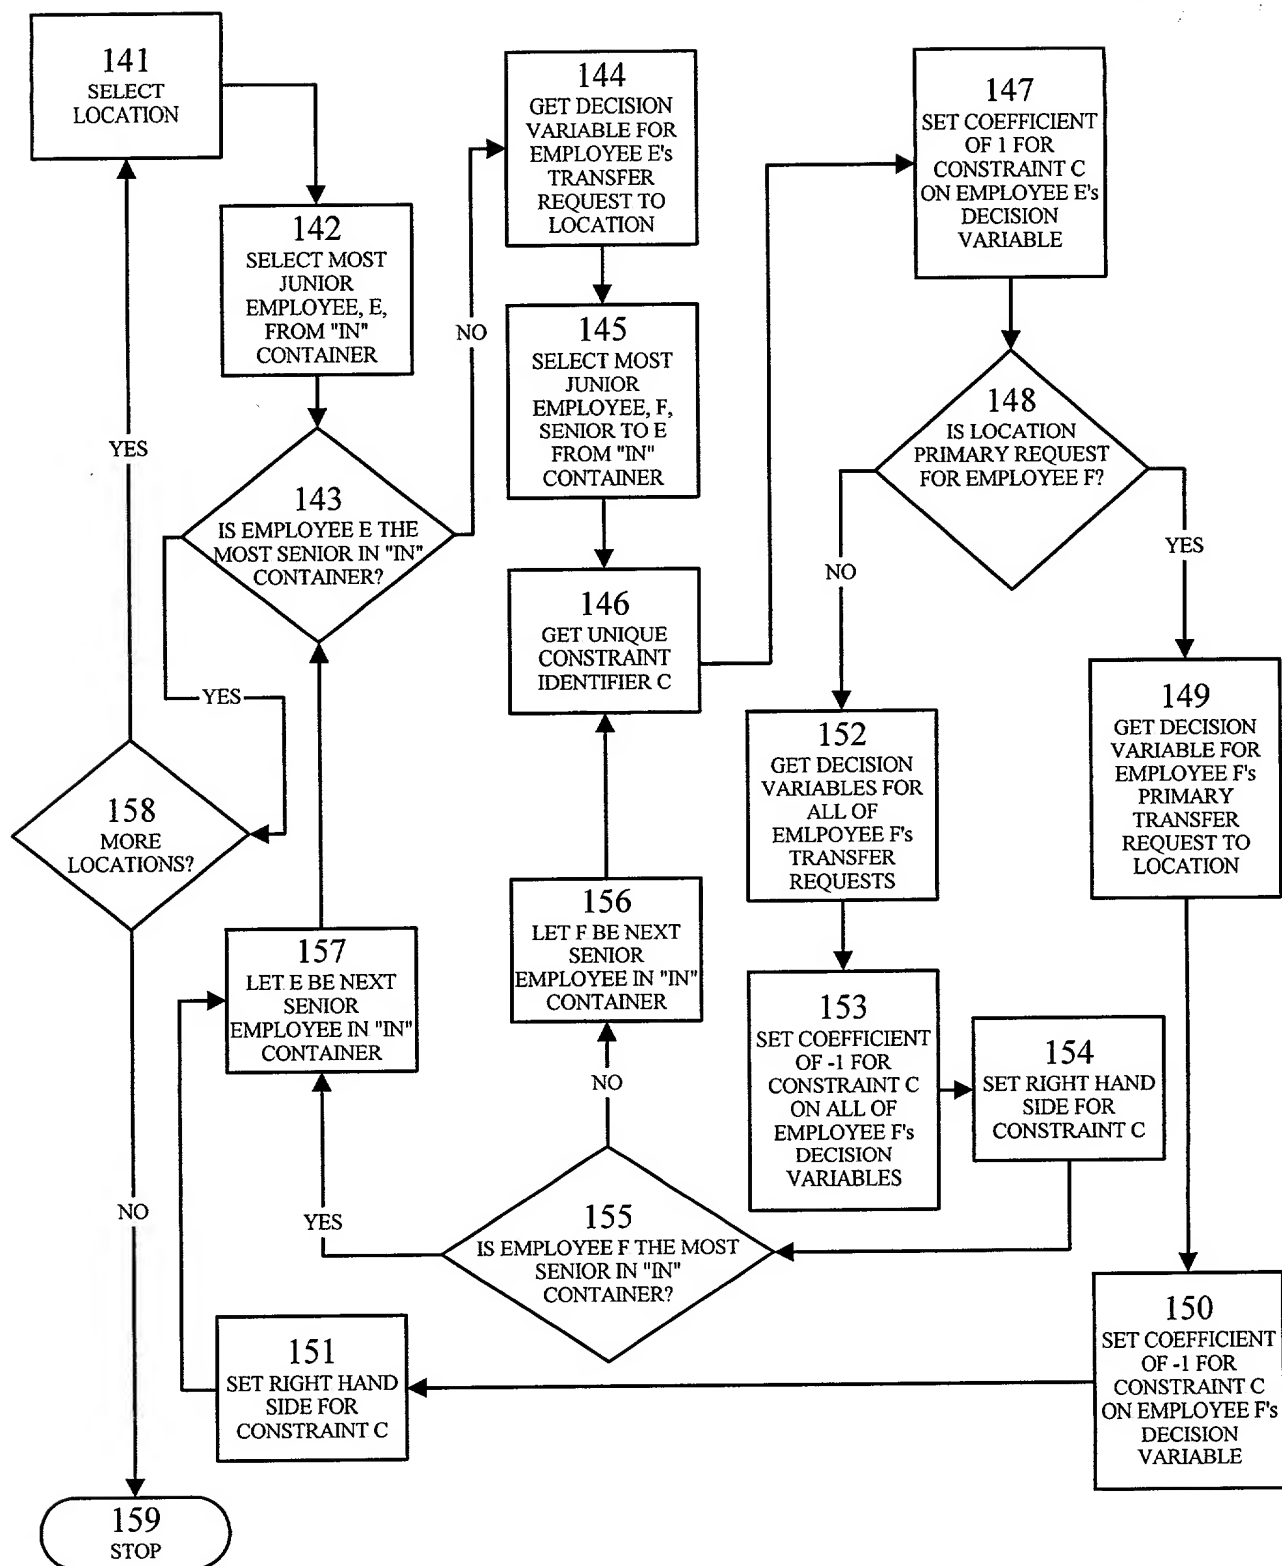 141
SELECT
LOCATION
142
SELECT MOST
JUNIOR
EMPLOYEE, E,
FROM "IN"
CONTAINER
143
IS EMPLOYEE E THE
MOST SENIOR IN "IN"
CONTAINER?
YES
NO
144
GET DECISION
VARIABLE FOR
EMPLOYEE E's
TRANSFER
REQUEST TO
LOCATION
145
SELECT MOST
JUNIOR
EMPLOYEE, F,
SENIOR TO E
FROM "IN"
CONTAINER
146
GET UNIQUE
CONSTRAINT
IDENTIFIER C
147
SET COEFFICIENT
OF 1 FOR
CONSTRAINT C
ON EMPLOYEE E's
DECISION
VARIABLE
148
IS LOCATION
PRIMARY REQUEST
FOR EMPLOYEE F?
NO
YES
149
GET DECISION
VARIABLE FOR
EMPLOYEE F's
PRIMARY
TRANSFER
REQUEST TO
LOCATION
150
SET COEFFICIENT
OF -1 FOR
CONSTRAINT C
ON EMPLOYEE F's
DECISION
VARIABLE
151
SET RIGHT HAND
SIDE FOR
CONSTRAINT C
152
GET DECISION
VARIABLES FOR
ALL OF
EMLPOYEE F's
TRANSFER
REQUESTS
153
SET COEFFICIENT
OF -1 FOR
CONSTRAINT C
ON ALL OF
EMPLOYEE F's
DECISION
VARIABLES
154
SET RIGHT HAND
SIDE FOR
CONSTRAINT C
155
IS EMPLOYEE F THE MOST
SENIOR IN "IN"
CONTAINER?
NO
YES
156
LET F BE NEXT
SENIOR
EMPLOYEE IN "IN"
CONTAINER
157
LET E BE NEXT
SENIOR
EMPLOYEE IN "IN"
CONTAINER
158
MORE
LOCATIONS?
YES
NO
159
STOP